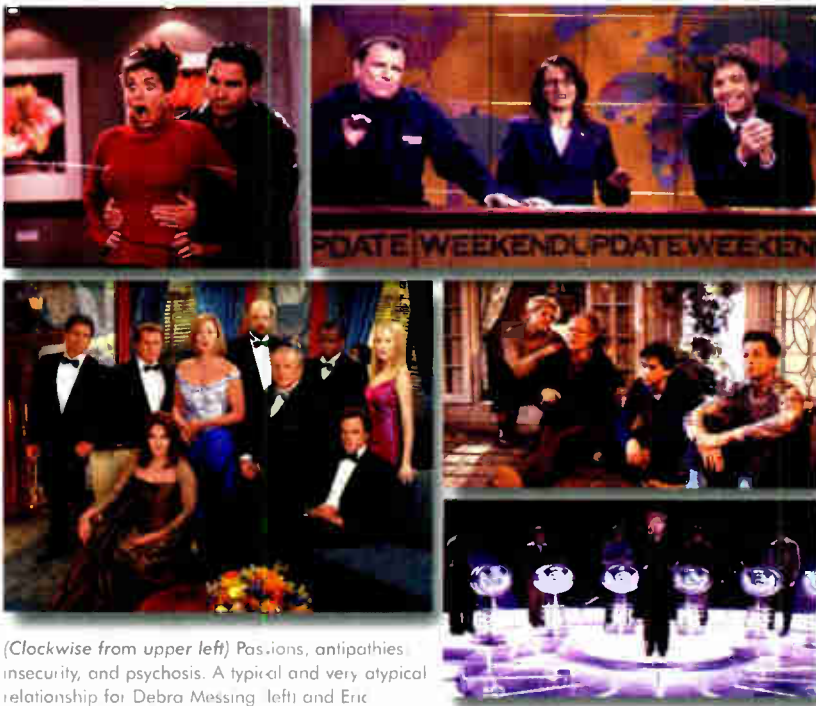 PDATE WEEKENDUPDATEWEEKEN
(Clockwise from upper left) Passions, antipathies
insecurity, and psychosis. A typical and very atypical
relationship for Debra Messing left) and Eric